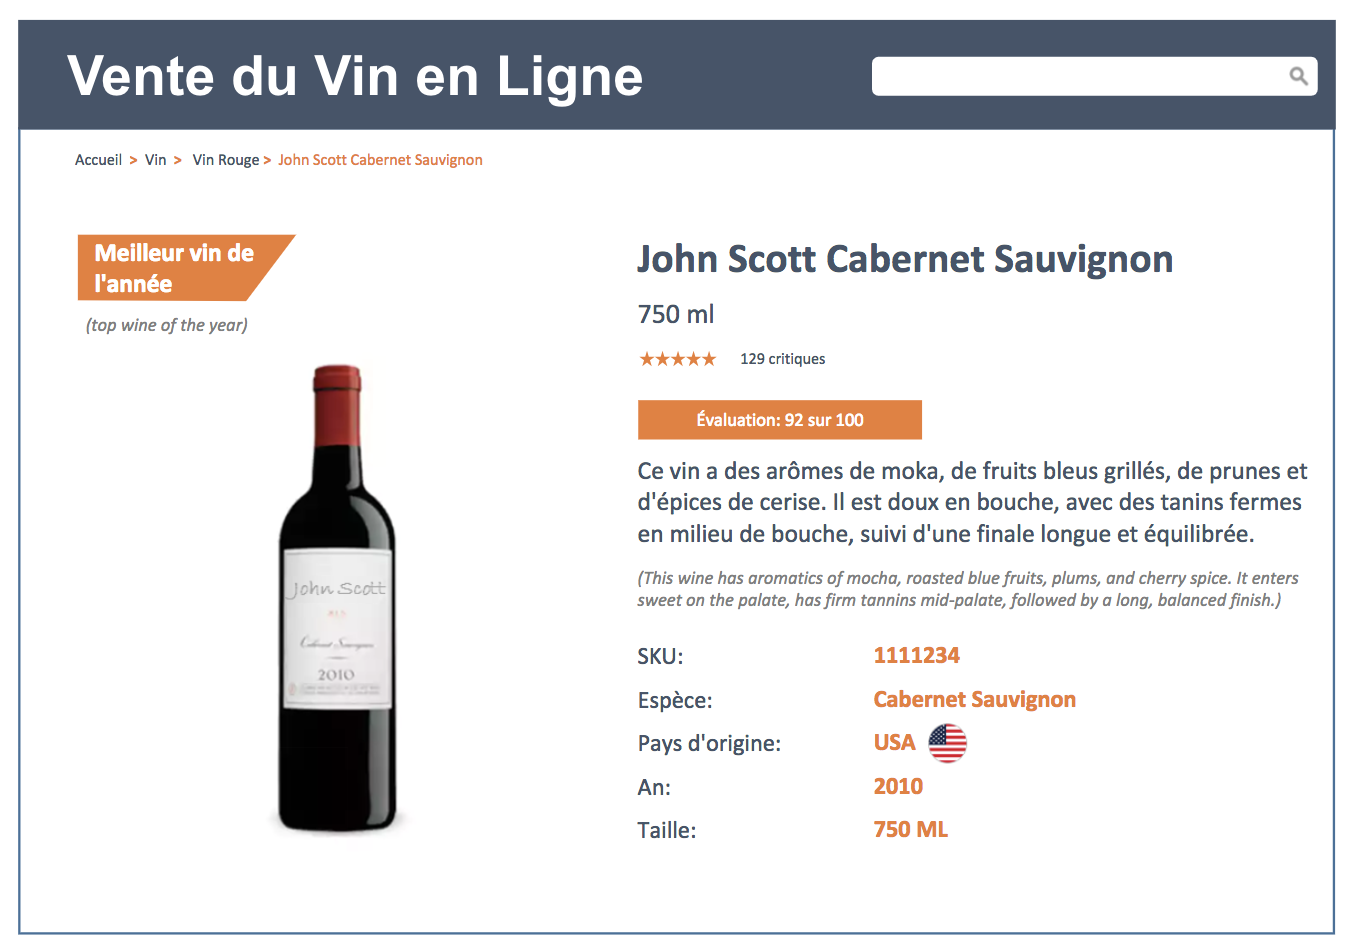 Vente du Vin en Ligne
Accueil > Vin > Vin Rouge > John Scott Cabernet Sauvignon
Meilleur vin de
l'année
(top wine of the year)
John Scott
Cabernet Sauvignon
2010
John Scott Cabernet Sauvignon
750 ml
★★★★★ 129 critiques
Évaluation: 92 sur 100
Ce vin a des arômes de moka, de fruits bleus grillés, de prunes et
d'épices de cerise. Il est doux en bouche, avec des tanins fermes
en milieu de bouche, suivi d'une finale longue et équilibrée.
(This wine has aromatics of mocha, roasted blue fruits, plums, and cherry spice. It enters
sweet on the palate, has firm tannins mid-palate, followed by a long, balanced finish.)
SKU: 1111234
Espèce: Cabernet Sauvignon
Pays d'origine: USA
An: 2010
Taille: 750 ML